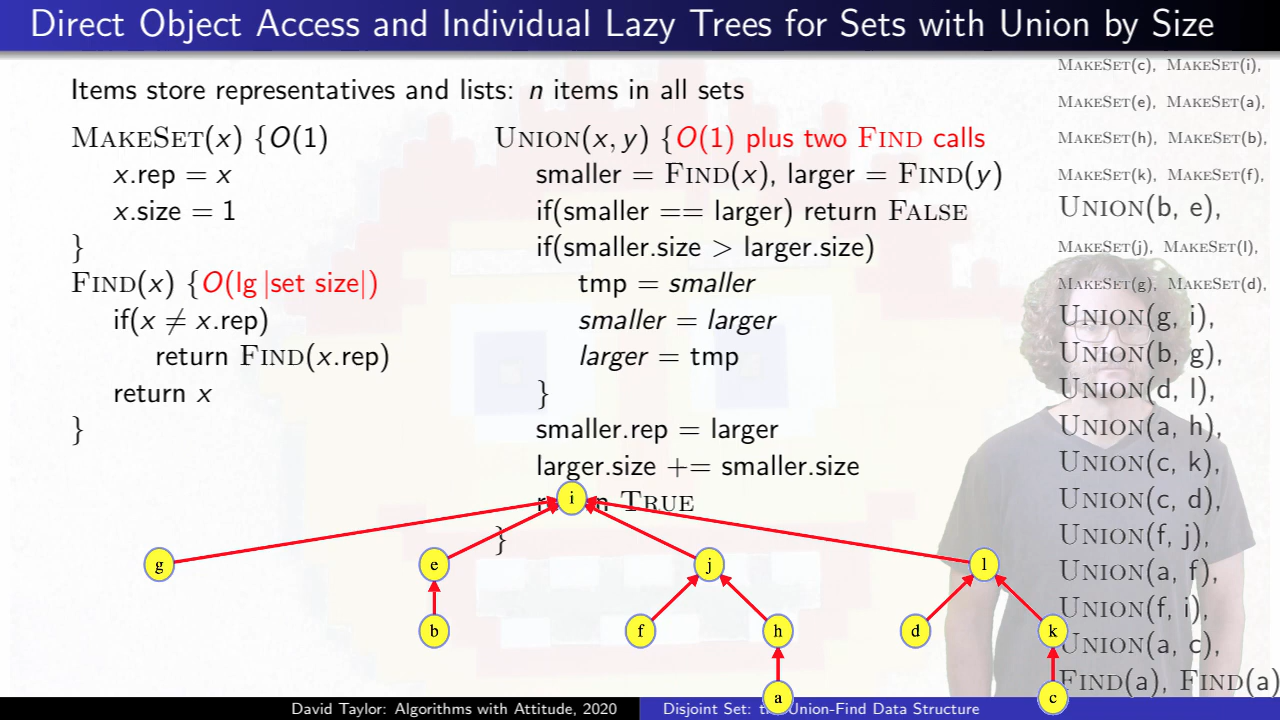 Direct Object Access and Individual Lazy Trees for Sets with Union by Size
Items store representatives and lists: n items in all sets
MAKESET(x) {O(1)
x.rep = x
x.size = 1
}
FIND(x) {O(lg |set size|)
if(x ≠ x.rep)
return FIND(x.rep)
return x
}
UNION(x, y) {O(1) plus two FIND calls
smaller = FIND(x), larger = FIND(y)
if(smaller == larger) return FALSE
if(smaller.size > larger.size)
tmp = smaller
smaller = larger
larger = tmp
}
smaller.rep = larger
larger.size += smaller.size
TRUE
}
MAKESET(c), MAKESET(i),
MAKESET(e), MAKESET(a),
MAKESET(h), MAKESET(b),
MAKESET(k), MAKESET(f),
UNION(b, e),
MAKESET(j), MAKESET(l),
MAKESET(g), MAKESET(d),
UNION(g, i),
UNION(b, g),
UNION(d, l),
UNION(a, h),
UNION(c, k),
UNION(c, d),
UNION(f, j),
UNION(a, f),
UNION(f, i),
UNION(a, c),
FIND(a), FIND(a)
i
g e j l
b f h d k
a c
David Taylor: Algorithms with Attitude, 2020
Disjoint Set: the Union-Find Data Structure